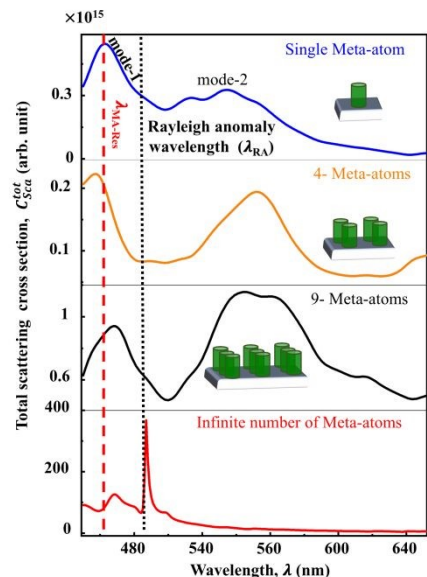 ×10¹⁵
Single Meta-atom
mode-1
mode-2
λMA-Res
Rayleigh anomaly
wavelength (λRA)
0.3
0
4- Meta-atoms
0.2
0.1
9- Meta-atoms
1
0.6
Infinite number of Meta-atoms
400
200
0
480 540 560 600 640
Wavelength, λ (nm)
Total scattering cross section, C_Sca^tot (arb. unit)